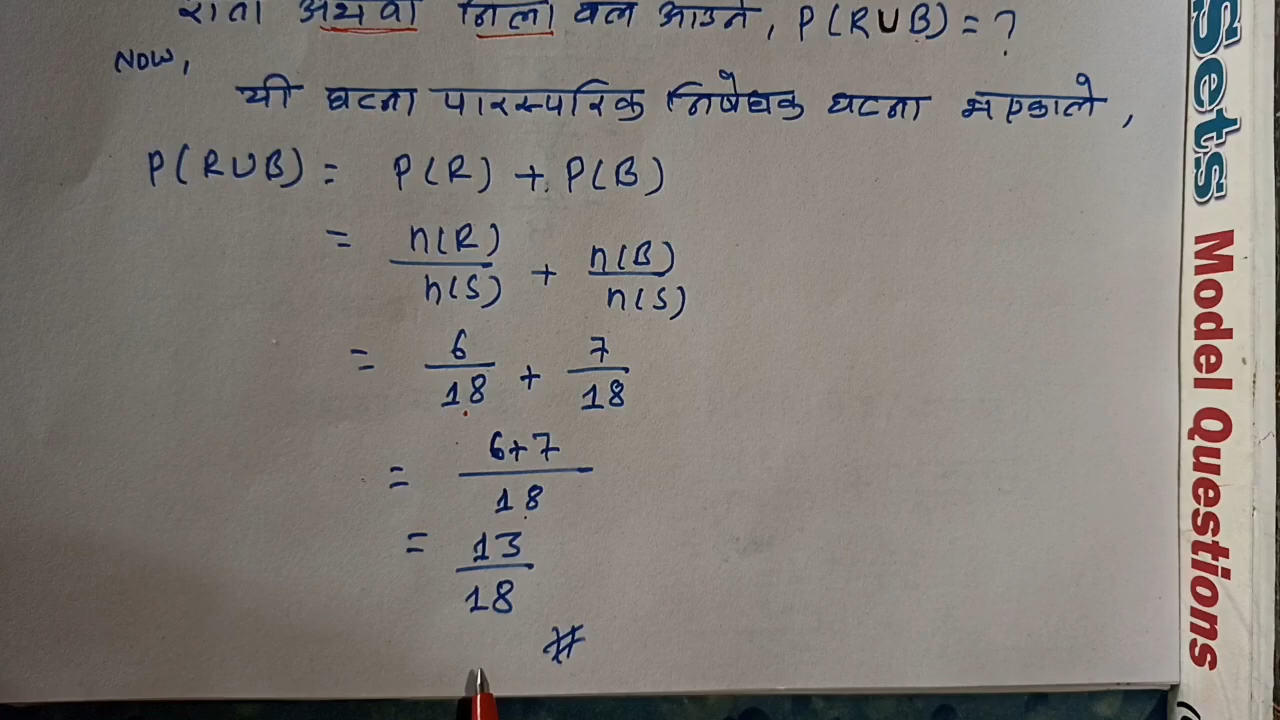 राता अथवा निला बल आउने, P(R∪B) = ?
Now,
यी घटना पारस्परिक निषेधक घटना भएकाले,
P(R∪B) = P(R) + P(B)
= n(R)/n(S) + n(B)/n(S)
= 6/18 + 7/18
= 6+7/18
= 13/18
#
Sets Model Questions